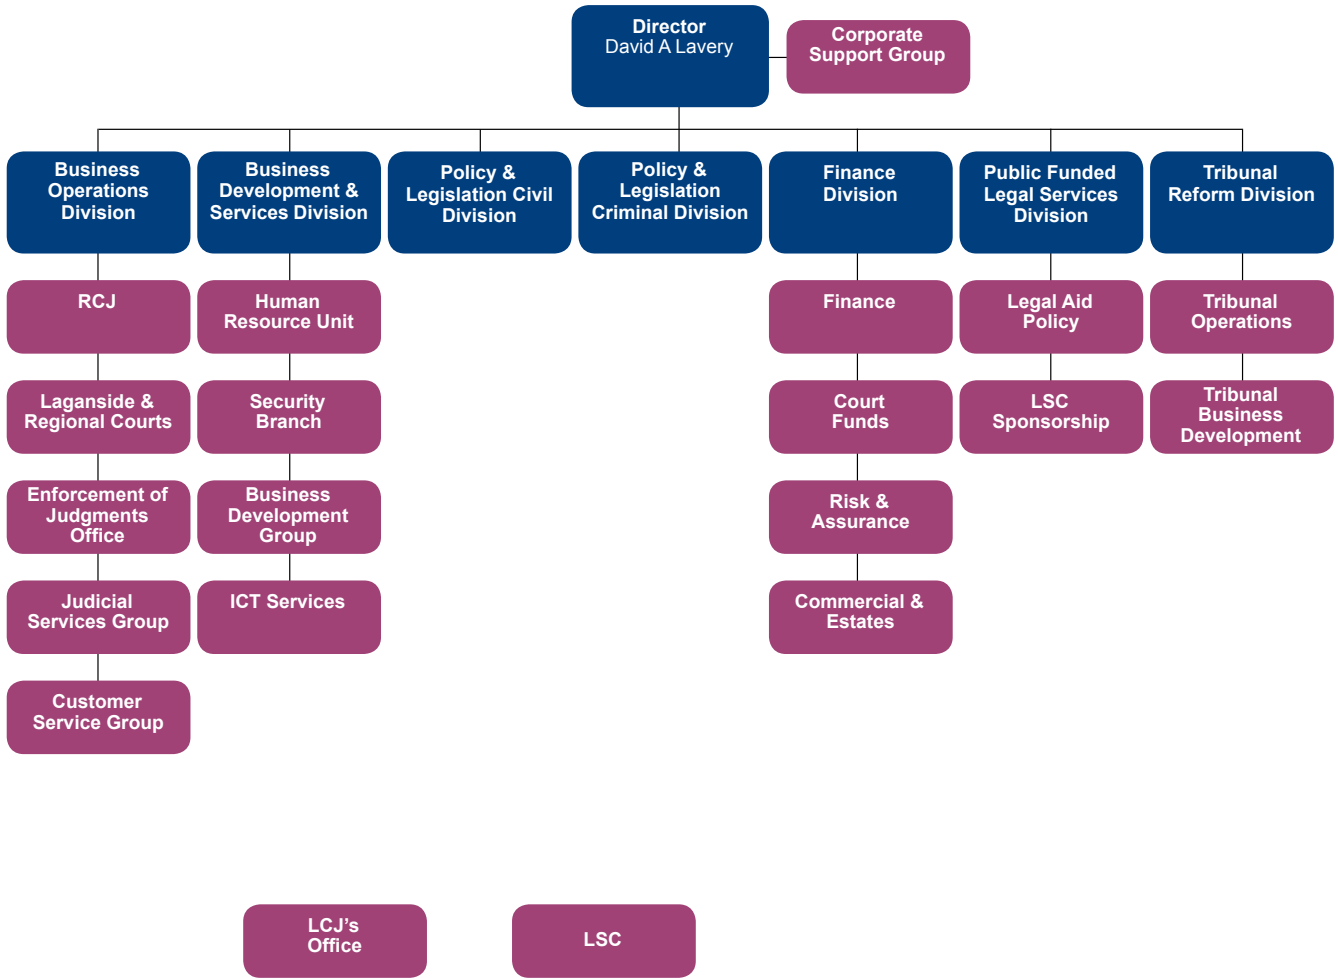 Director
David A Lavery
Corporate
Support Group
Business
Operations
Division
Business
Development &
Services Division
Policy &
Legislation Civil
Division
Policy &
Legislation
Criminal Division
Finance
Division
Public Funded
Legal Services
Division
Tribunal
Reform Division
RCJ
Human
Resource Unit
Finance
Legal Aid
Policy
Tribunal
Operations
Laganside &
Regional Courts
Security
Branch
Court
Funds
LSC
Sponsorship
Tribunal
Business
Development
Enforcement of
Judgments
Office
Business
Development
Group
Risk &
Assurance
Judicial
Services Group
ICT Services
Commercial &
Estates
Customer
Service Group
LCJ’s
Office
LSC